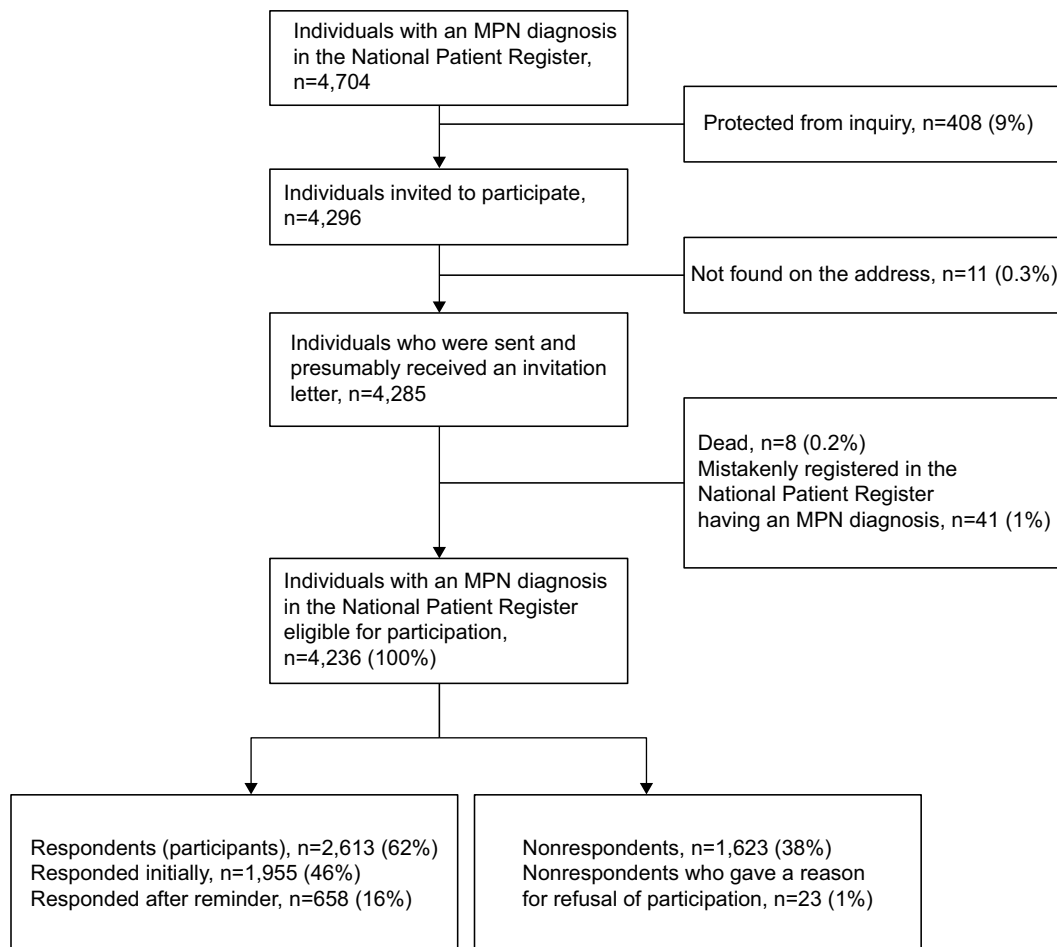 Individuals with an MPN diagnosis
in the National Patient Register,
n=4,704
Protected from inquiry, n=408 (9%)
Individuals invited to participate,
n=4,296
Not found on the address, n=11 (0.3%)
Individuals who were sent and
presumably received an invitation
letter, n=4,285
Dead, n=8 (0.2%)
Mistakenly registered in the
National Patient Register
having an MPN diagnosis, n=41 (1%)
Individuals with an MPN diagnosis
in the National Patient Register
eligible for participation,
n=4,236 (100%)
Respondents (participants), n=2,613 (62%)
Responded initially, n=1,955 (46%)
Responded after reminder, n=658 (16%)
Nonrespondents, n=1,623 (38%)
Nonrespondents who gave a reason
for refusal of participation, n=23 (1%)